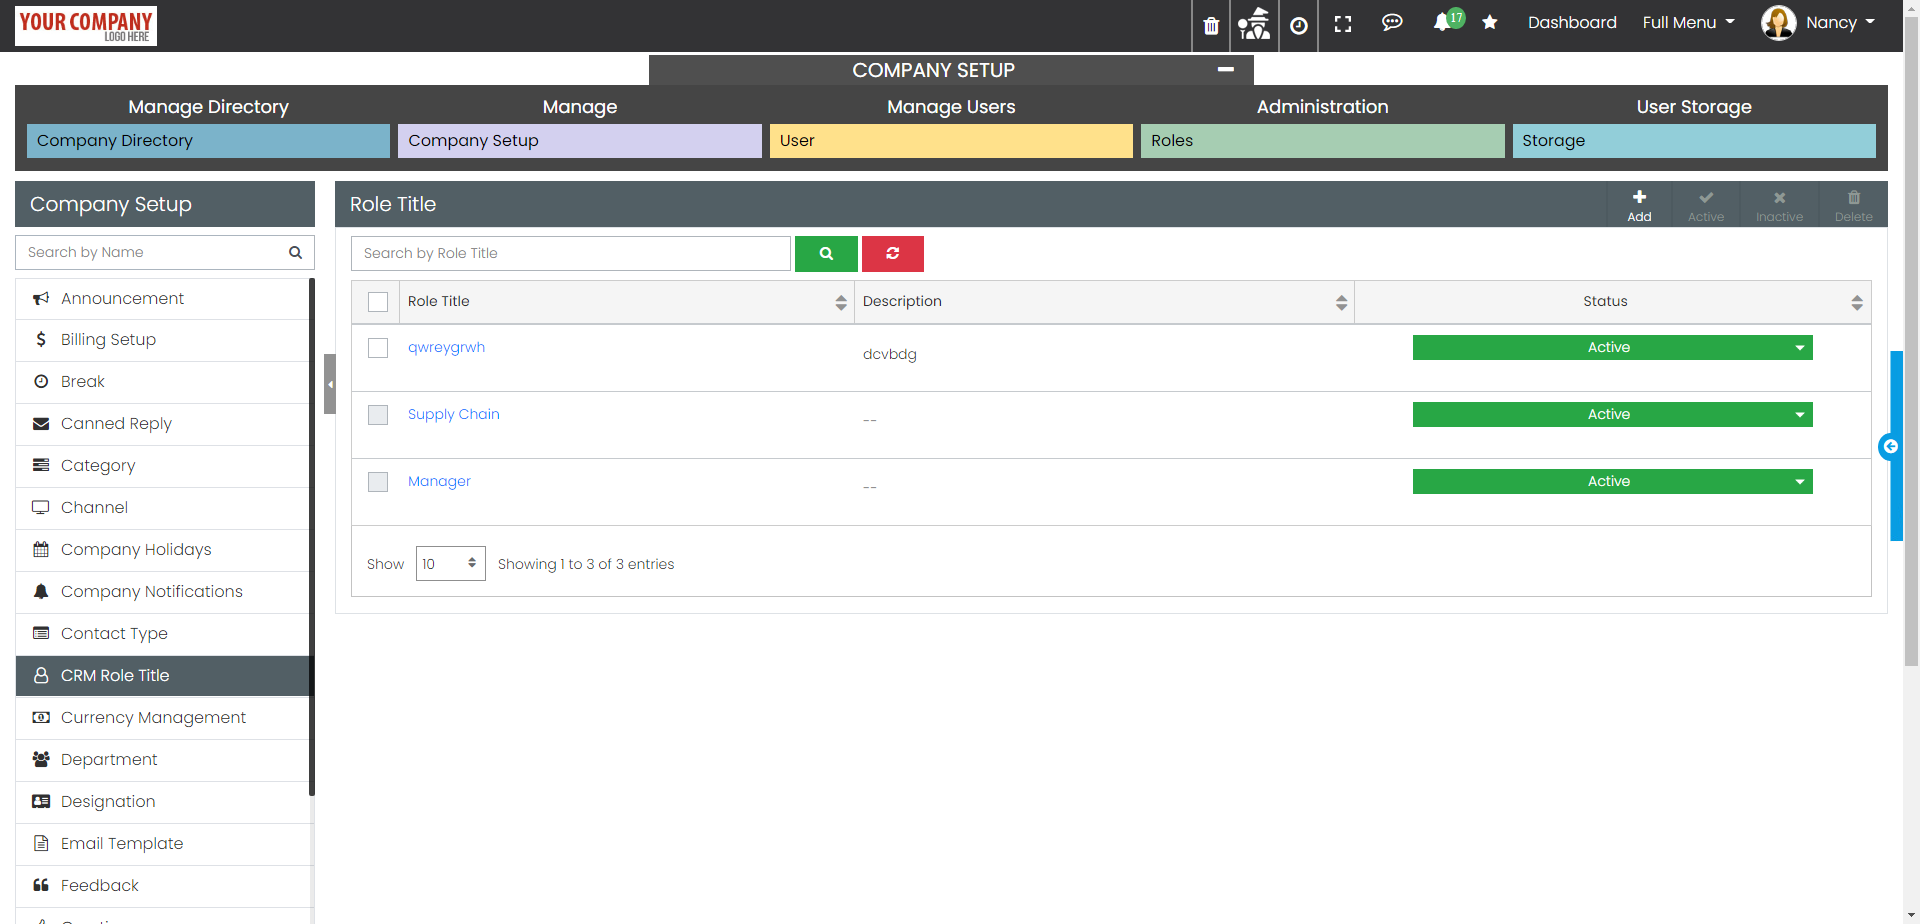 YOUR COMPANY
LOGO HERE
17
Dashboard
Full Menu
Nancy
COMPANY SETUP
Manage Directory
Manage
Manage Users
Administration
User Storage
Company Directory
Company Setup
User
Roles
Storage
Company Setup
Search by Name
Announcement
Billing Setup
Break
Canned Reply
Category
Channel
Company Holidays
Company Notifications
Contact Type
CRM Role Title
Currency Management
Department
Designation
Email Template
Feedback
Role Title
Add
Active
Inactive
Delete
Search by Role Title
Role Title
Description
Status
qwreygrwh
dcvbdg
Active
Supply Chain
--
Active
Manager
--
Active
Show
10
Showing 1 to 3 of 3 entries